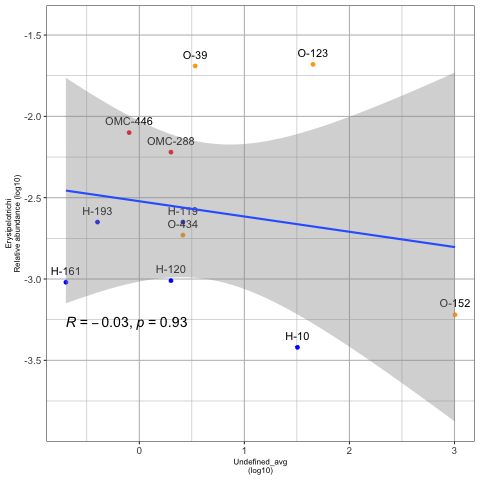 -1.5
-2.0
-2.5
-3.0
-3.5
Erysipelotrichi
Relative abundance (log10)
O-39
O-123
OMC-446
OMC-288
H-193
H-119
O-434
H-161
H-120
O-152
R = – 0.03, p = 0.93
H-10
0
1
2
3
Undefined_avg
(log10)